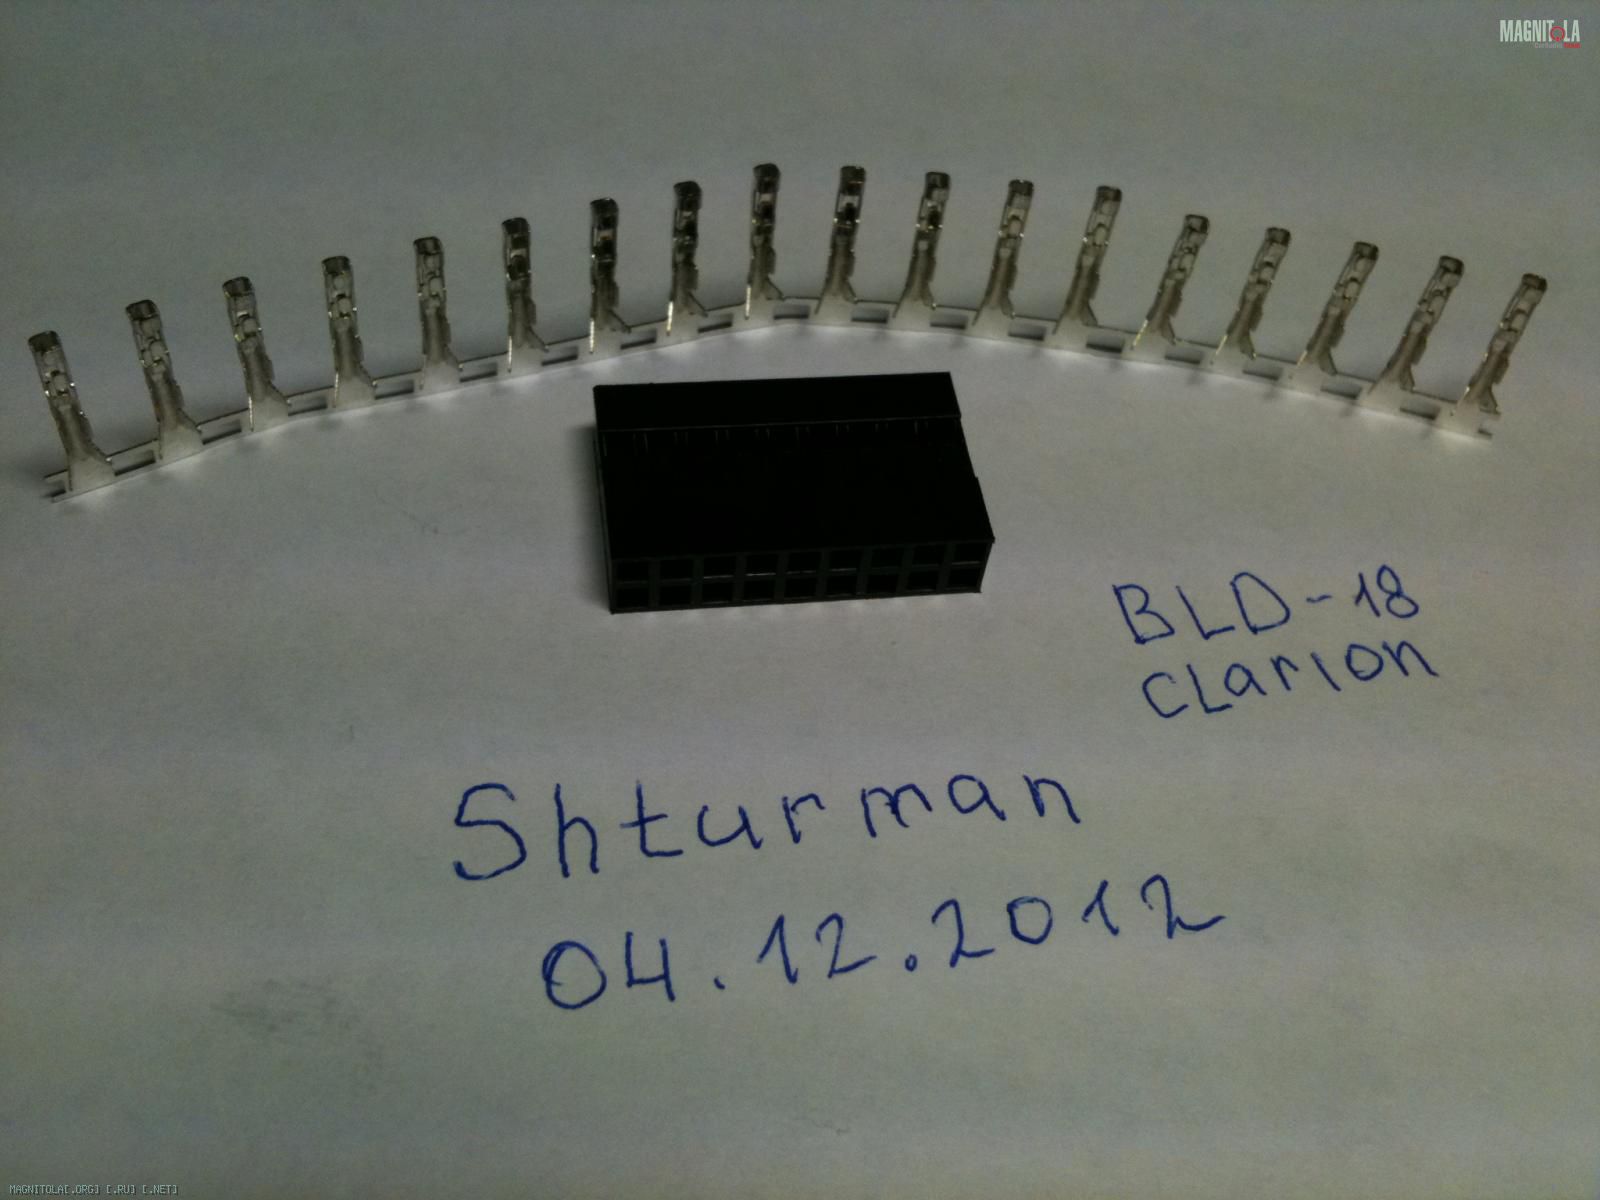 MAGNITOLA
BLD-18
CLarion
Shturman
04.12.2012
MAGNITOLA[.ORG] [.RU] [.NET]